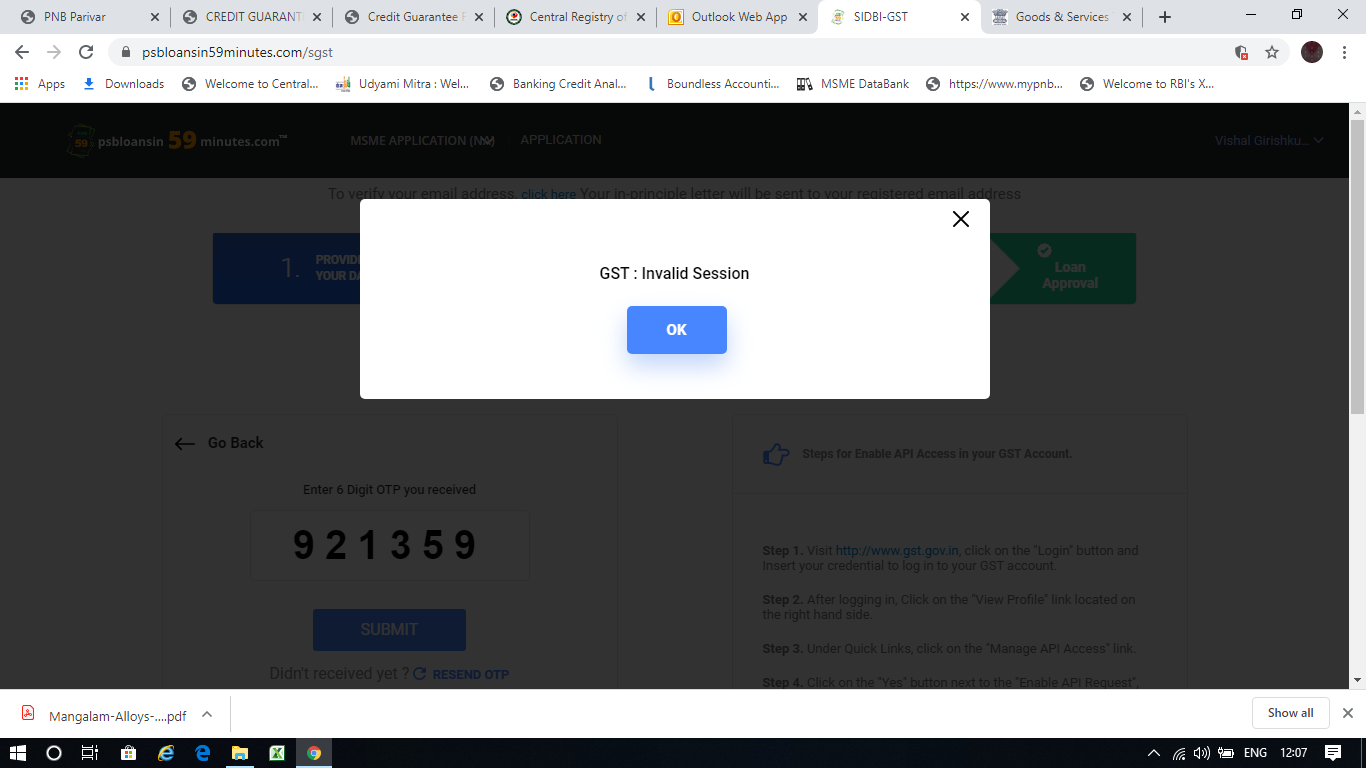 PNB Parivar
CREDIT GUARANT
Credit Guarantee F
Central Registry of
Outlook Web App
SIDBI-GST
Goods & Services
psbloansin59minutes.com/sgst
Apps
Downloads
Welcome to Central...
Udyami Mitra : Wel...
Banking Credit Anal...
Boundless Accounti...
MSME DataBank
https://www.mypnb...
Welcome to RBI's X...
psbloansin 59 minutes.com™
MSME APPLICATION
APPLICATION
Vishal Girishku...
To verify your email address, click here Your in-principle letter will be sent to your registered email address
1.
PROVIDE
YOUR DA
Loan
Approval
GST : Invalid Session
OK
Go Back
Enter 6 Digit OTP you received
921359
SUBMIT
Didn't received yet ? RESEND OTP
Steps for Enable API Access in your GST Account.
Step 1. Visit http://www.gst.gov.in, click on the "Login" button and
Insert your credential to log in to your GST account.
Step 2. After logging in, Click on the "View Profile" link located on
the right hand side.
Step 3. Under Quick Links, click on the "Manage API Access" link.
Step 4. Click on the "Yes" button next to the "Enable API Request",
Mangalam-Alloys-....pdf
Show all
ENG
12:07